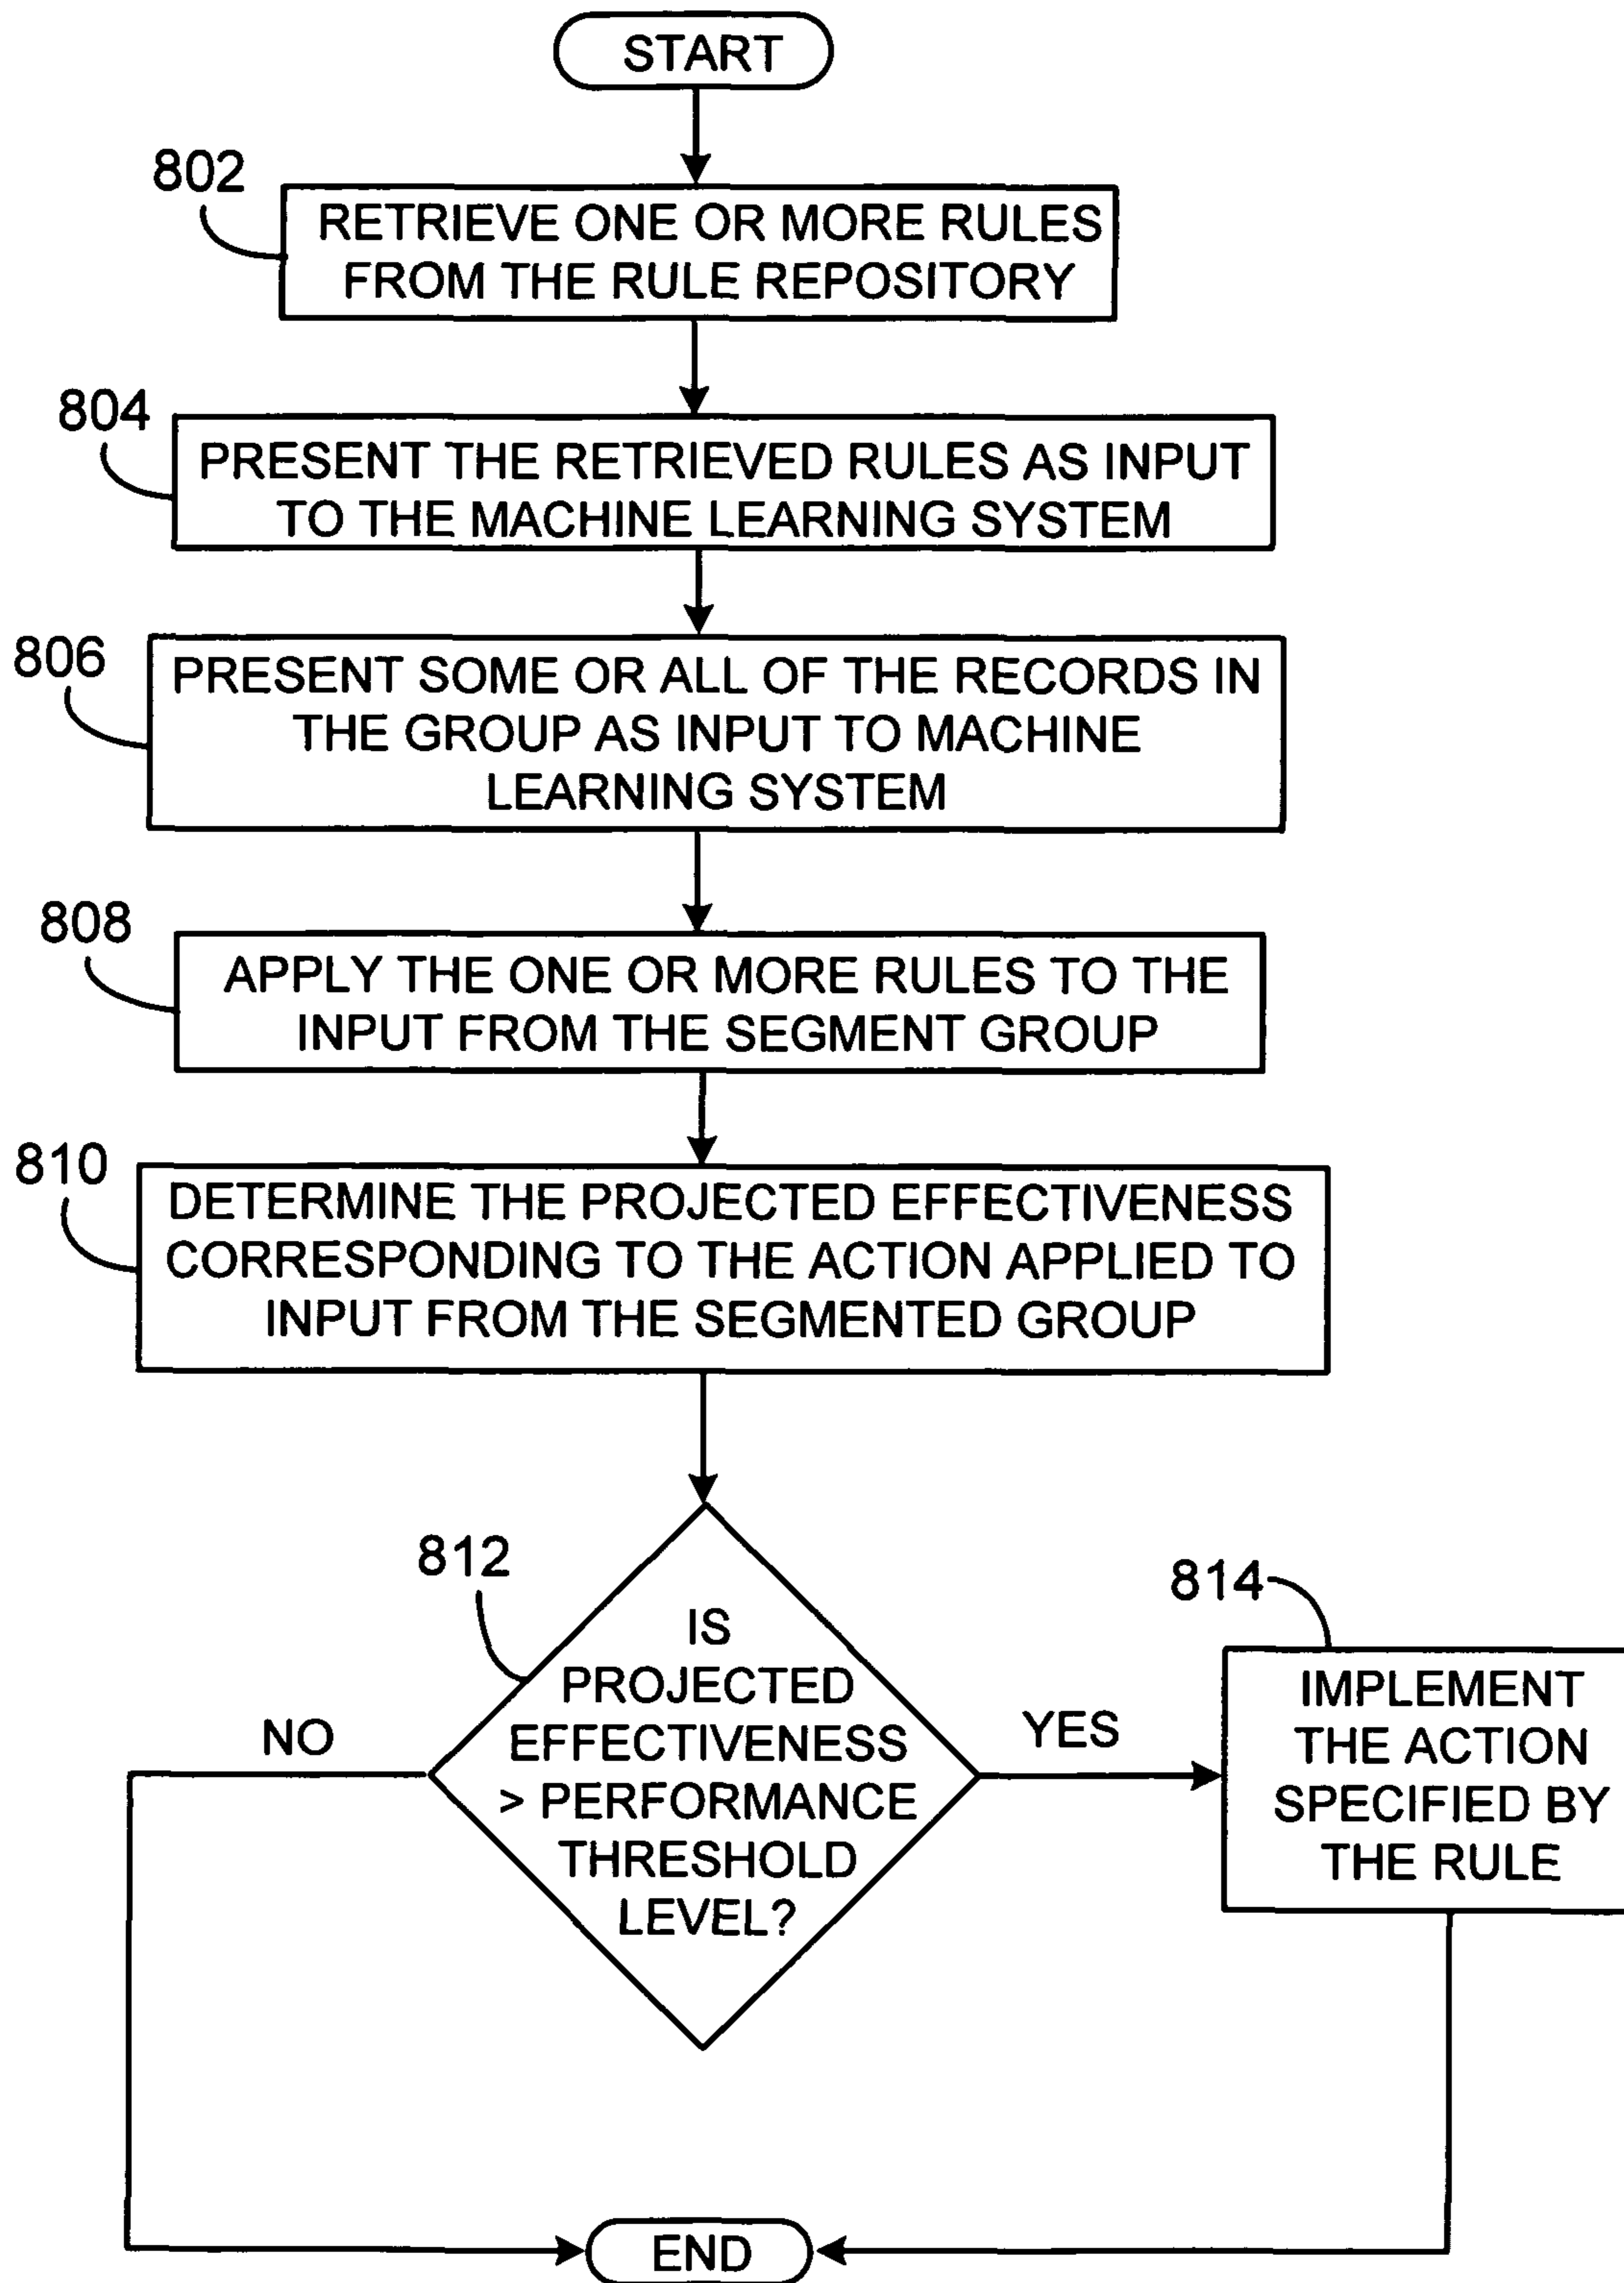 START
802
RETRIEVE ONE OR MORE RULES
FROM THE RULE REPOSITORY
804
PRESENT THE RETRIEVED RULES AS INPUT
TO THE MACHINE LEARNING SYSTEM
806
PRESENT SOME OR ALL OF THE RECORDS IN
THE GROUP AS INPUT TO MACHINE
LEARNING SYSTEM
808
APPLY THE ONE OR MORE RULES TO THE
INPUT FROM THE SEGMENT GROUP
810
DETERMINE THE PROJECTED EFFECTIVENESS
CORRESPONDING TO THE ACTION APPLIED TO
INPUT FROM THE SEGMENTED GROUP
812
IS
PROJECTED
EFFECTIVENESS
> PERFORMANCE
THRESHOLD
LEVEL?
NO
YES
814
IMPLEMENT
THE ACTION
SPECIFIED BY
THE RULE
END